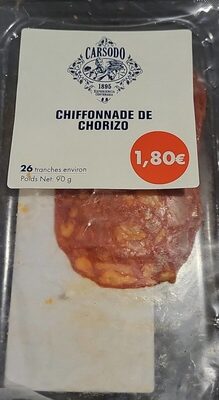 CARSODO
1895
CHIFFONNADE DE
CHORIZO
1,80€
26 tranches environ
Poids Net: 90 g